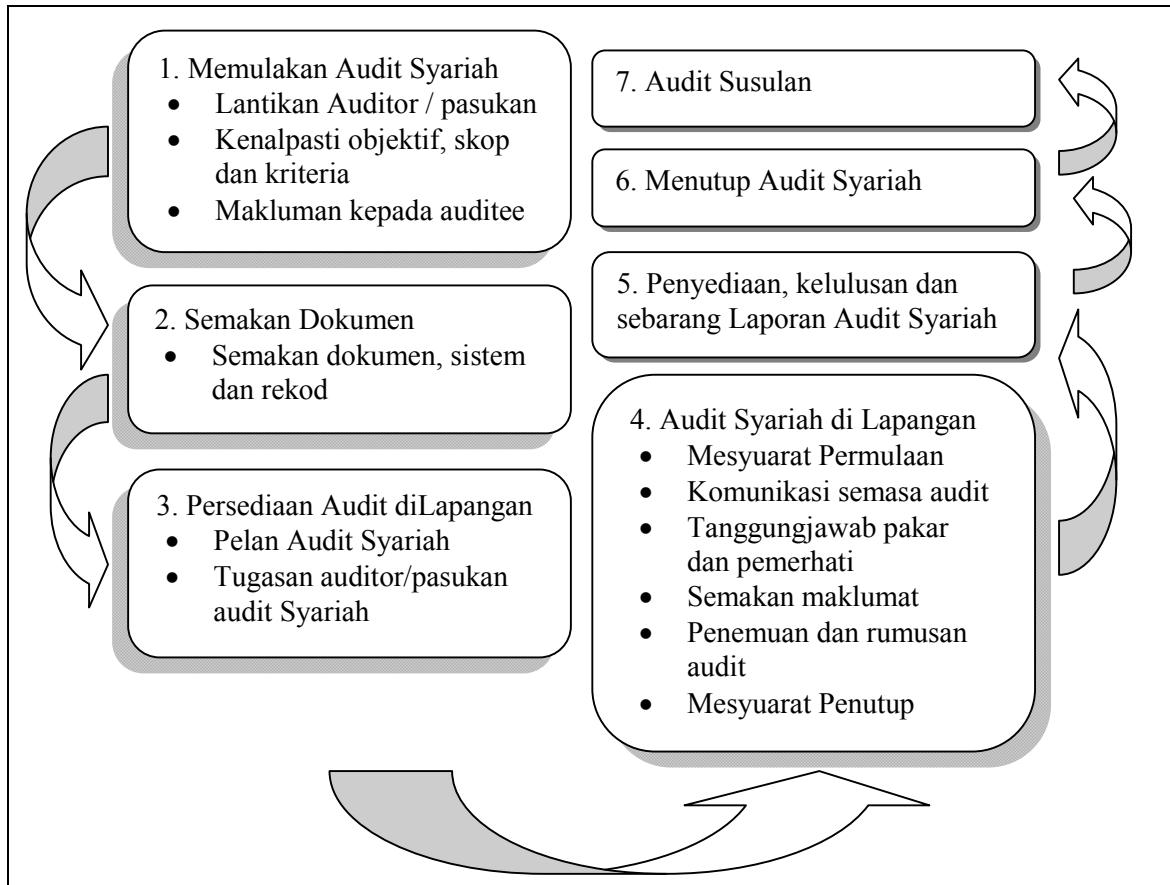 1. Memulakan Audit Syariah
• Lantikan Auditor / pasukan
• Kenalpasti objektif, skop
dan kriteria
• Makluman kepada auditee
2. Semakan Dokumen
• Semakan dokumen, sistem
dan rekod
3. Persediaan Audit diLapangan
• Pelan Audit Syariah
• Tugasan auditor/pasukan
audit Syariah
4. Audit Syariah di Lapangan
• Mesyuarat Permulaan
• Komunikasi semasa audit
• Tanggungjawab pakar
dan pemerhati
• Semakan maklumat
• Penemuan dan rumusan
audit
• Mesyuarat Penutup
5. Penyediaan, kelulusan dan
sebarang Laporan Audit Syariah
6. Menutup Audit Syariah
7. Audit Susulan